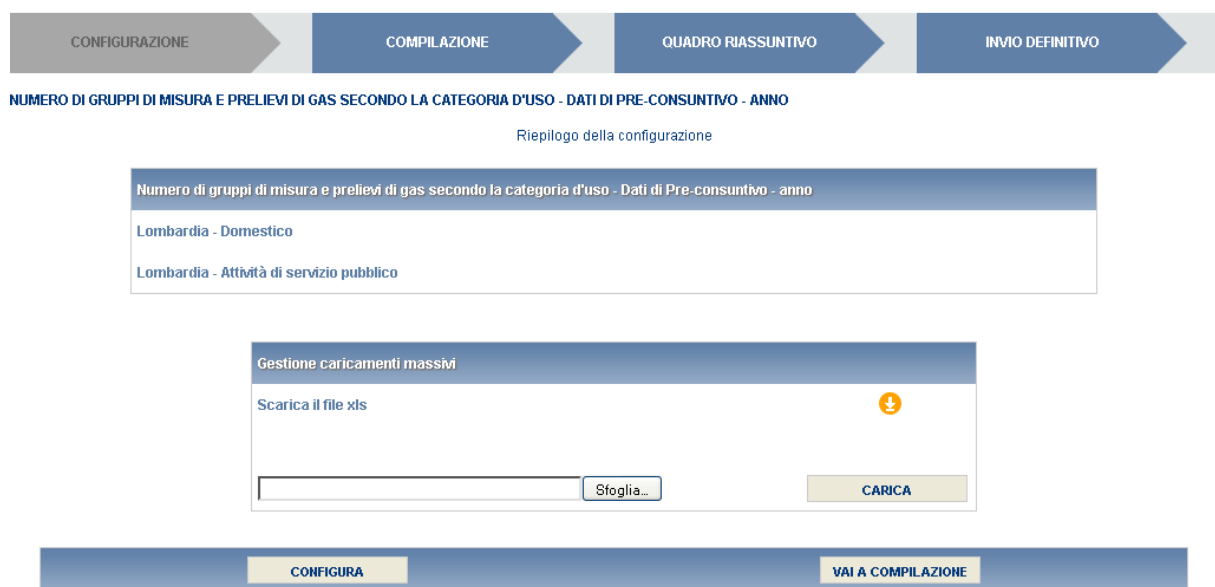 CONFIGURAZIONE COMPILAZIONE QUADRO RIASSUNTIVO INVIO DEFINITIVO
NUMERO DI GRUPPI DI MISURA E PRELIEVI DI GAS SECONDO LA CATEGORIA D'USO - DATI DI PRE-CONSUNTIVO - ANNO
Riepilogo della configurazione
Numero di gruppi di misura e prelievi di gas secondo la categoria d'uso - Dati di Pre-consuntivo - anno
Lombardia - Domestico
Lombardia - Attività di servizio pubblico
Gestione caricamenti massivi
Scarica il file xls
Sfoglia... CARICA
CONFIGURA VAI A COMPILAZIONE